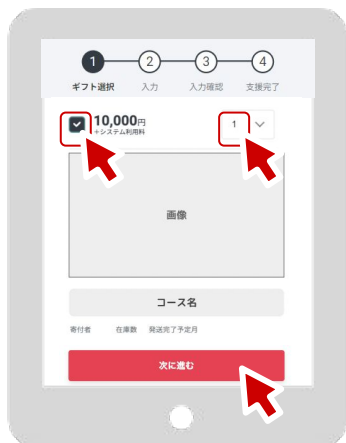 1 2 3 4
ギフト選択 入力 入力確認 支援完了
10,000円 1
+システム利用料
画像
コース名
寄付者 在庫数 発送完了予定月
次に進む